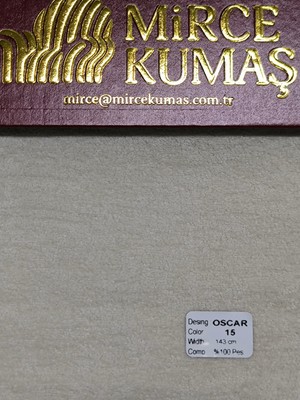 MiRCE
KUMAŞ
mirce@mircekumas.com.tr
Desing OSCAR
Color 15
Width 143 cm
Comp %100 Pes